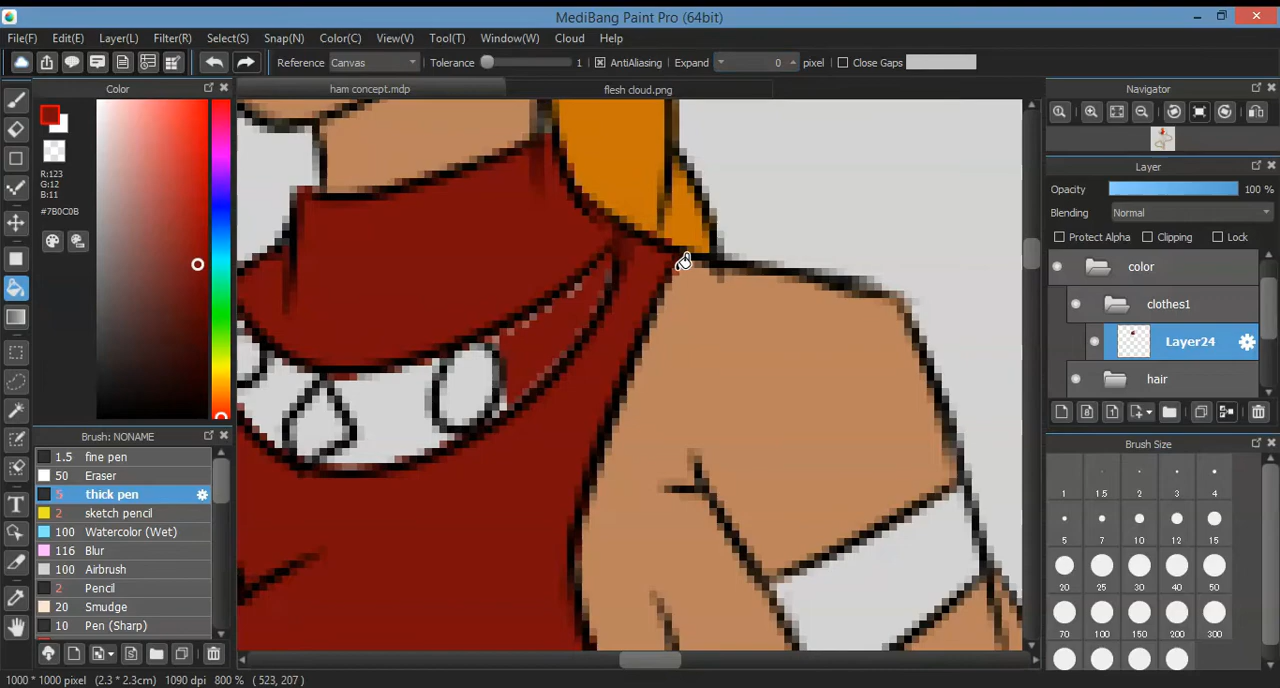 MediBang Paint Pro (64bit)
File(F) Edit(E) Layer(L) Filter(R) Select(S) Snap(N) Color(C) View(V) Tool(T) Window(W) Cloud Help
Reference Canvas Tolerance 1 AntiAliasing Expand 0 pixel Close Gaps
Color
ham concept.mdp
flesh cloud.png
R:123
G:12
B:11
#7B0C0B
Brush: NONAME
1.5 fine pen
50 Eraser
5 thick pen
2 sketch pencil
100 Watercolor (Wet)
116 Blur
100 Airbrush
2 Pencil
20 Smudge
10 Pen (Sharp)
Navigator
Layer
Opacity 100 %
Blending Normal
Protect Alpha Clipping Lock
color
clothes1
Layer24
hair
Brush Size
1 1.5 2 3 4
5 7 10 12 15
20 25 30 40 50
70 100 150 200 300
1000 * 1000 pixel (2.3 * 2.3cm) 1090 dpi 800 % ( 523, 207 )